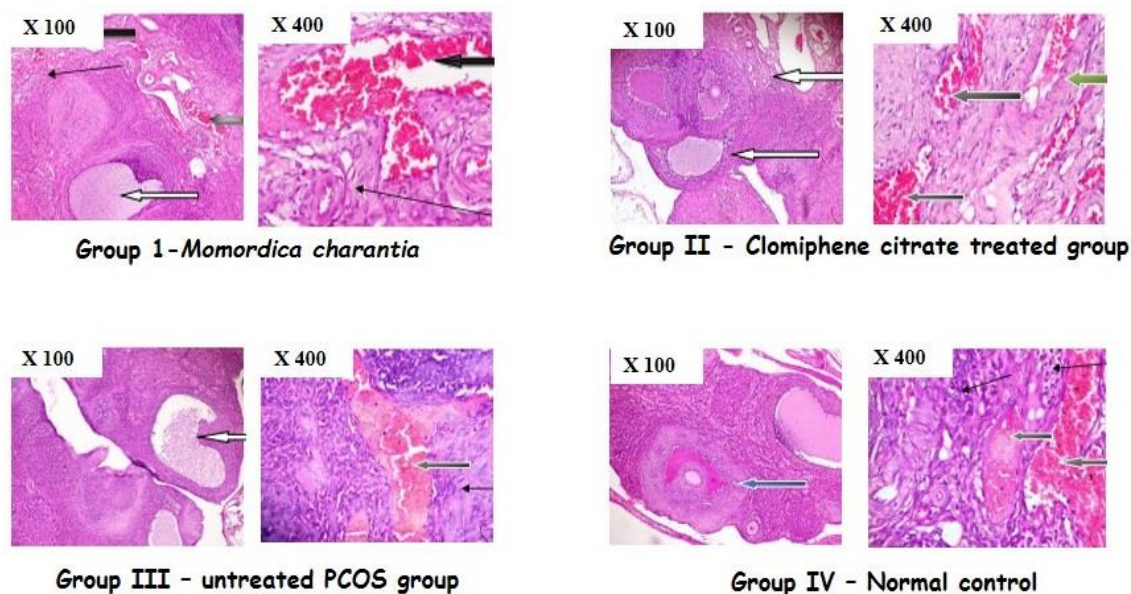 X 100
X 400
X 100
X 400
Group 1-Momordica charantia
Group II - Clomiphene citrate treated group
X 100
X 400
X 100
X 400
Group III - untreated PCOS group
Group IV - Normal control